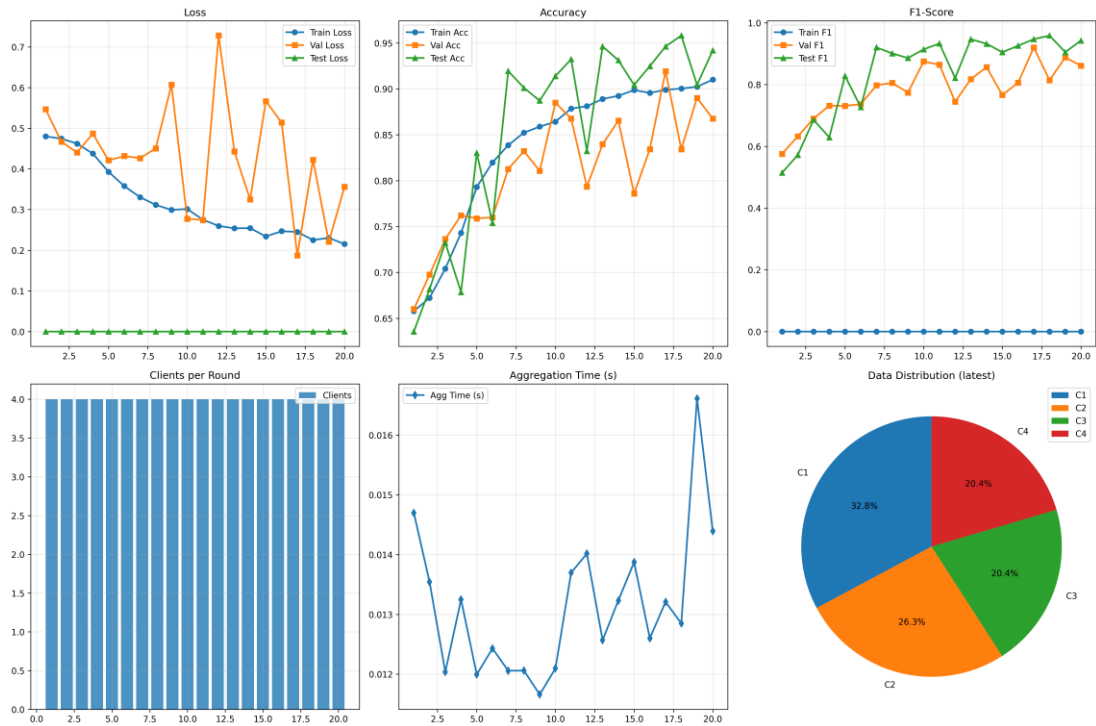 Loss
Train Loss
Val Loss
Test Loss
0.7
0.6
0.5
0.4
0.3
0.2
0.1
0.0
2.5 5.0 7.5 10.0 12.5 15.0 17.5 20.0
Accuracy
Train Acc
Val Acc
Test Acc
0.95
0.90
0.85
0.80
0.75
0.70
0.65
2.5 5.0 7.5 10.0 12.5 15.0 17.5 20.0
F1-Score
Train F1
Val F1
Test F1
1.0
0.8
0.6
0.4
0.2
0.0
2.5 5.0 7.5 10.0 12.5 15.0 17.5 20.0
Clients per Round
Clients
4.0
3.5
3.0
2.5
2.0
1.5
1.0
0.5
0.0
0.0 2.5 5.0 7.5 10.0 12.5 15.0 17.5 20.0
Aggregation Time (s)
Agg Time (s)
0.016
0.015
0.014
0.013
0.012
2.5 5.0 7.5 10.0 12.5 15.0 17.5 20.0
Data Distribution (latest)
C1
C2
C3
C4
C4
C1
20.4%
32.8%
20.4%
C3
26.3%
C2